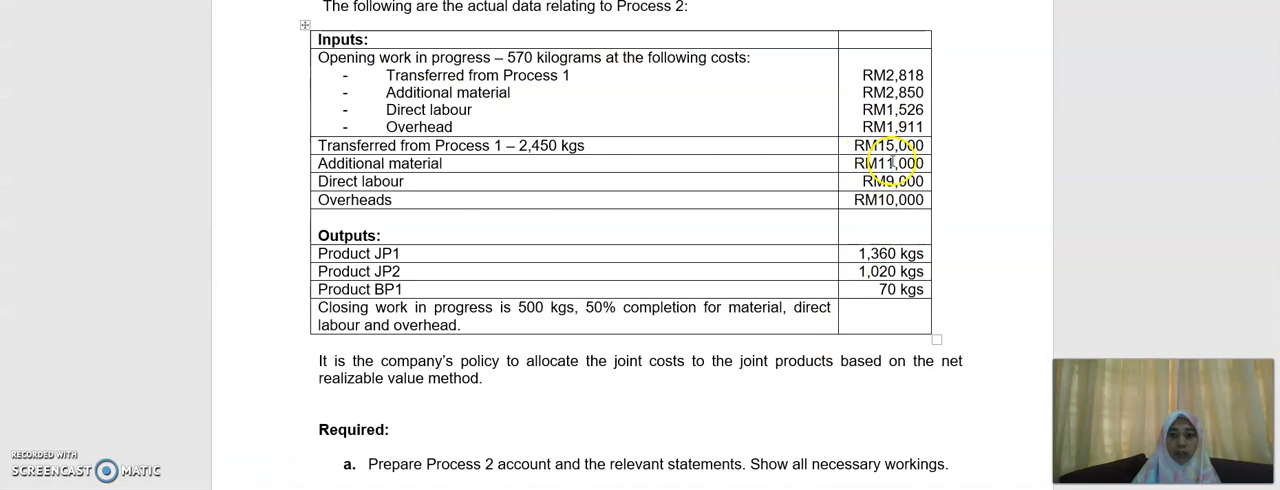 The following are the actual data relating to Process 2:
Inputs:
Opening work in progress – 570 kilograms at the following costs:
- Transferred from Process 1 RM2,818
- Additional material RM2,850
- Direct labour RM1,526
- Overhead RM1,911
Transferred from Process 1 – 2,450 kgs RM15,000
Additional material RM11,000
Direct labour RM9,000
Overheads RM10,000
Outputs:
Product JP1 1,360 kgs
Product JP2 1,020 kgs
Product BP1 70 kgs
Closing work in progress is 500 kgs, 50% completion for material, direct
labour and overhead.
It is the company's policy to allocate the joint costs to the joint products based on the net
realizable value method.
Required:
a. Prepare Process 2 account and the relevant statements. Show all necessary workings.
RECORDED WITH
SCREENCAST MATIC